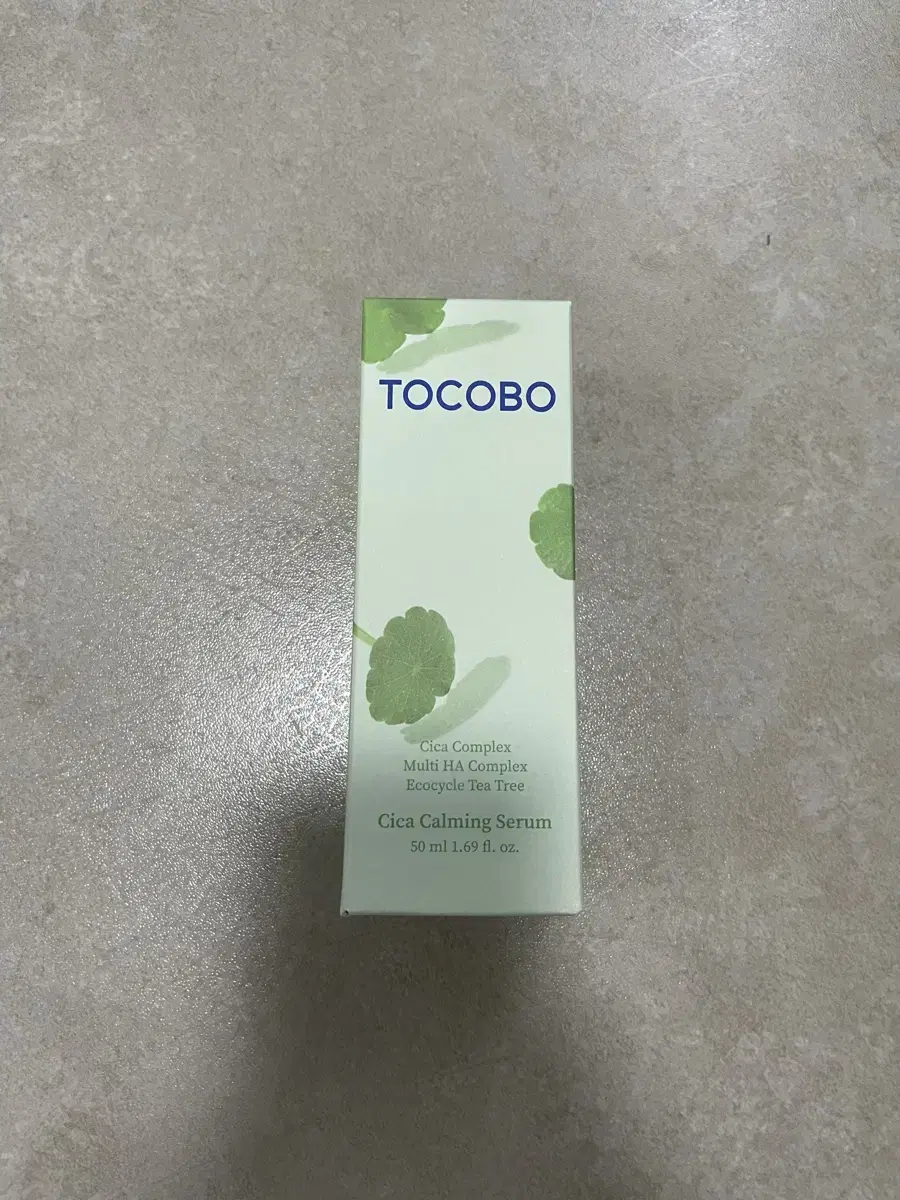 TOCOBO
Cica Complex
Multi HA Complex
Ecocycle Tea Tree
Cica Calming Serum
50 ml 1.69 fl. oz.